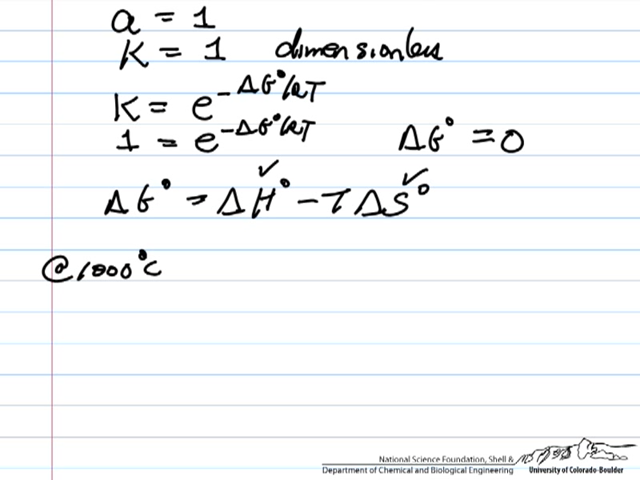 a = 1
K = 1 dimensionless
K = e^-ΔG°/RT
1 = e^-ΔG°/RT ΔG° = 0
ΔG° = ΔH° - TΔS°
@1000°C
National Science Foundation, Shell &
Department of Chemical and Biological Engineering
University of Colorado-Boulder